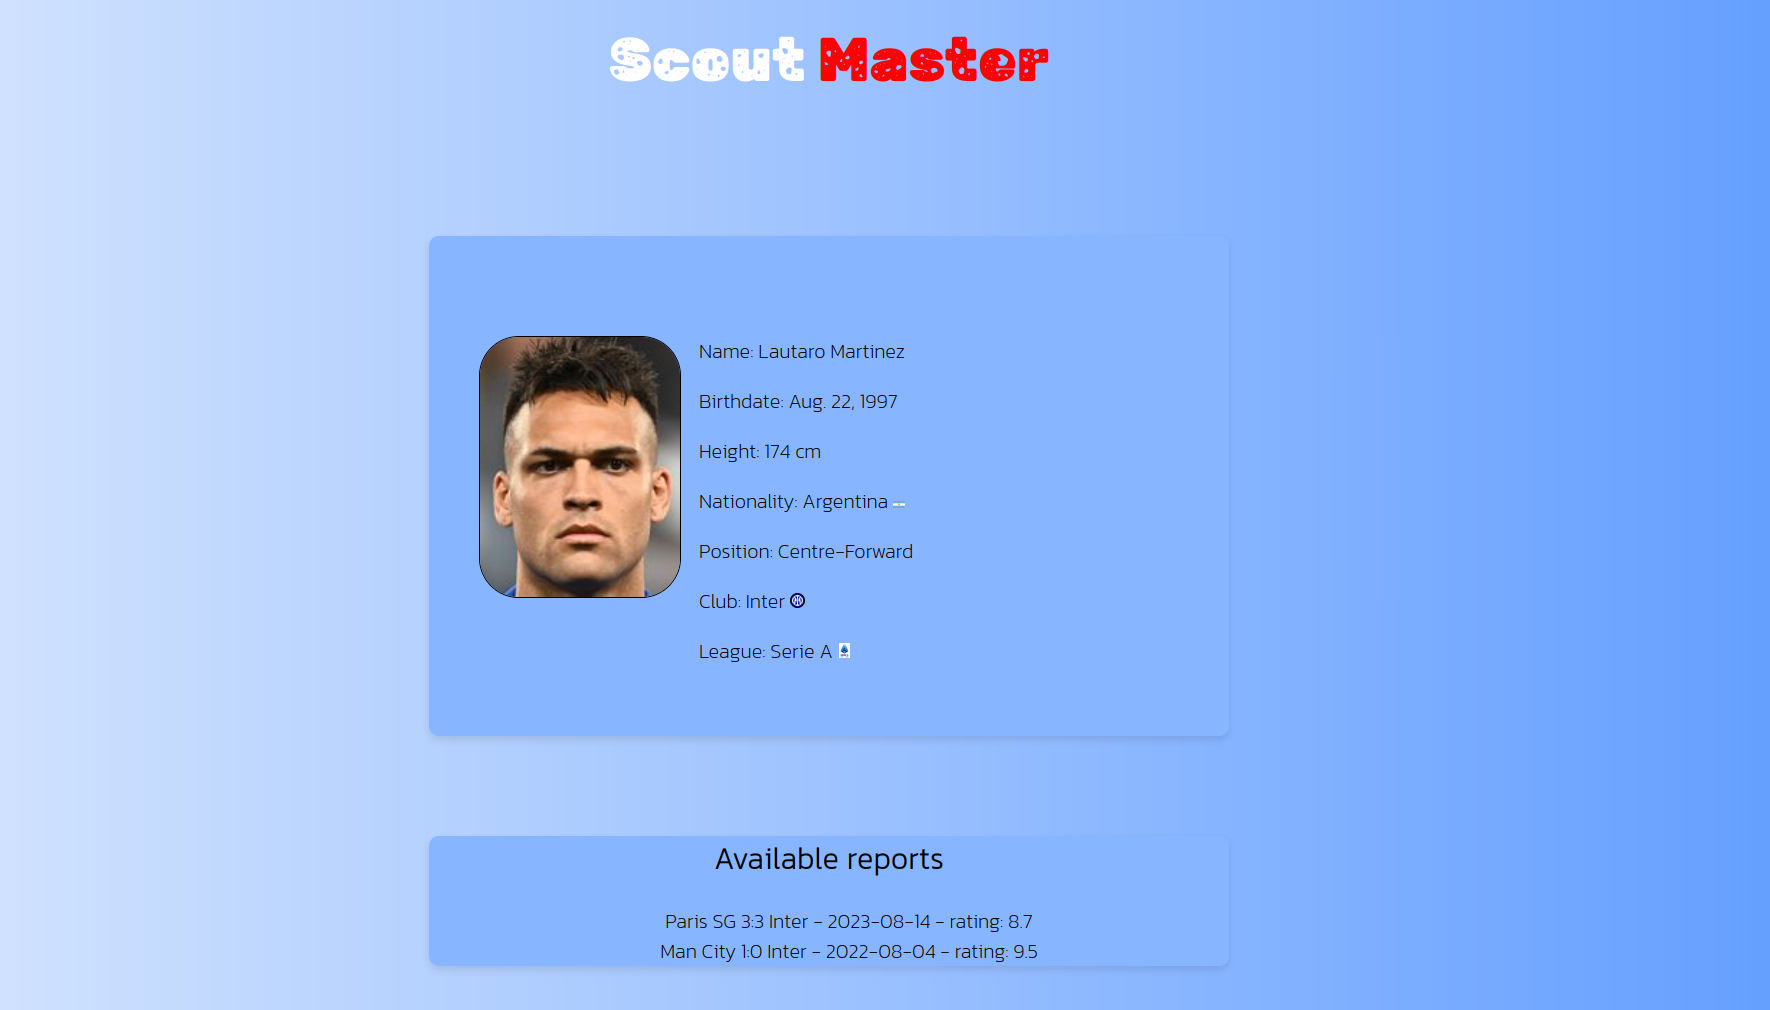 Scout Master
Name: Lautaro Martinez
Birthdate: Aug. 22, 1997
Height: 174 cm
Nationality: Argentina
Position: Centre-Forward
Club: Inter
League: Serie A
Available reports
Paris SG 3:3 Inter - 2023-08-14 - rating: 8.7
Man City 1:0 Inter - 2022-08-04 - rating: 9.5